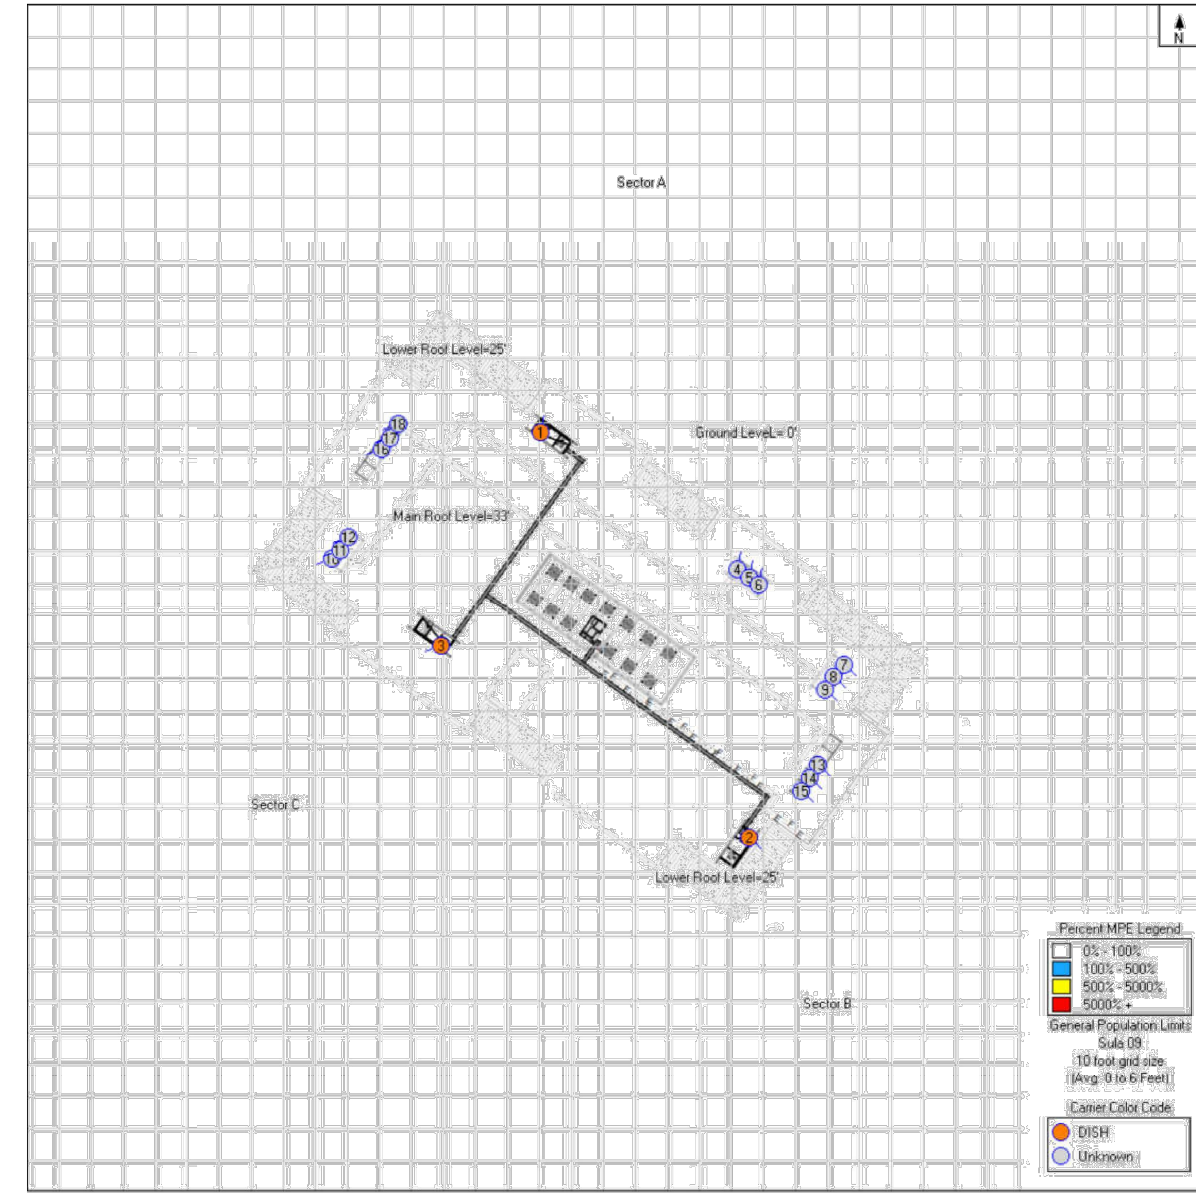 N
Sector A
Lower Roof Level=25'
18
17
16
1
Ground LeveL= 0'
Main Roof Level=33'
12
11
10
4
5
6
3
7
8
9
13
14
15
Sector C
2
Lower Roof Level=25'
Sector B
Percent MPE Legend
0% - 100%
100% - 500%
500% - 5000%
5000% +
General Population Limits
Sula 09
10 foot grid size
(Avg: 0 to 6 Feet)
Carrier Color Code
DISH
Unknown